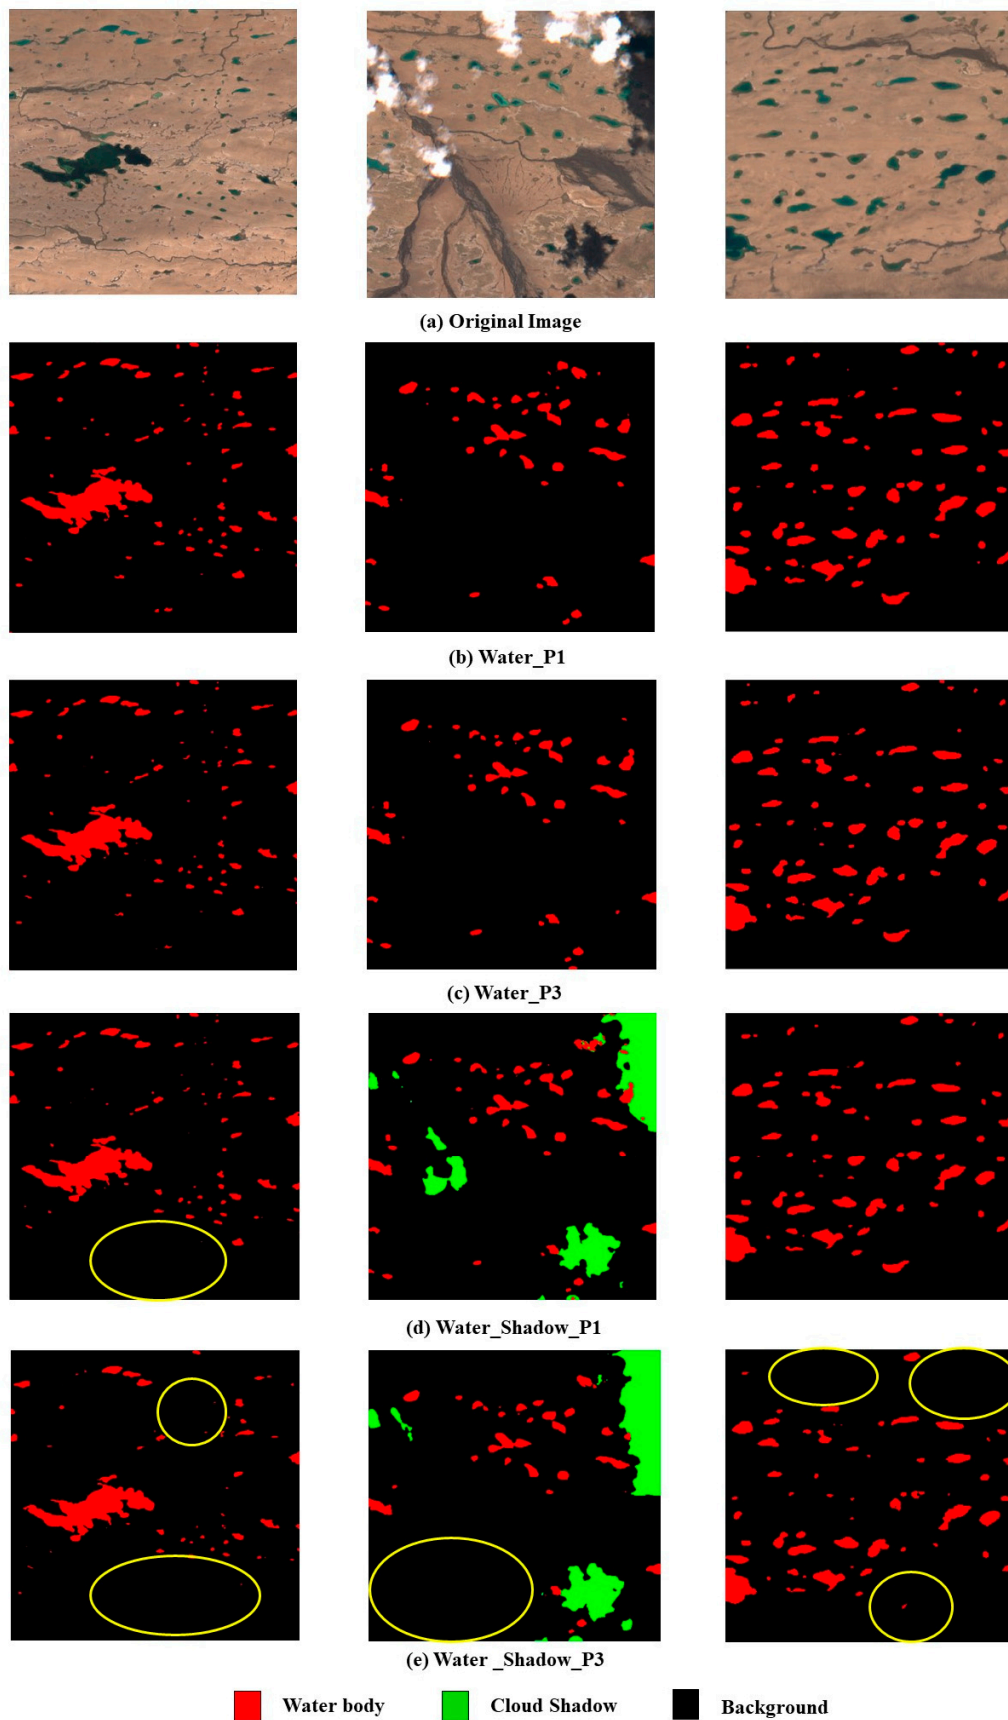 (a) Original Image
(b) Water_P1
(c) Water_P3
(d) Water_Shadow_P1
(e) Water _Shadow_P3
Water body Cloud Shadow Background